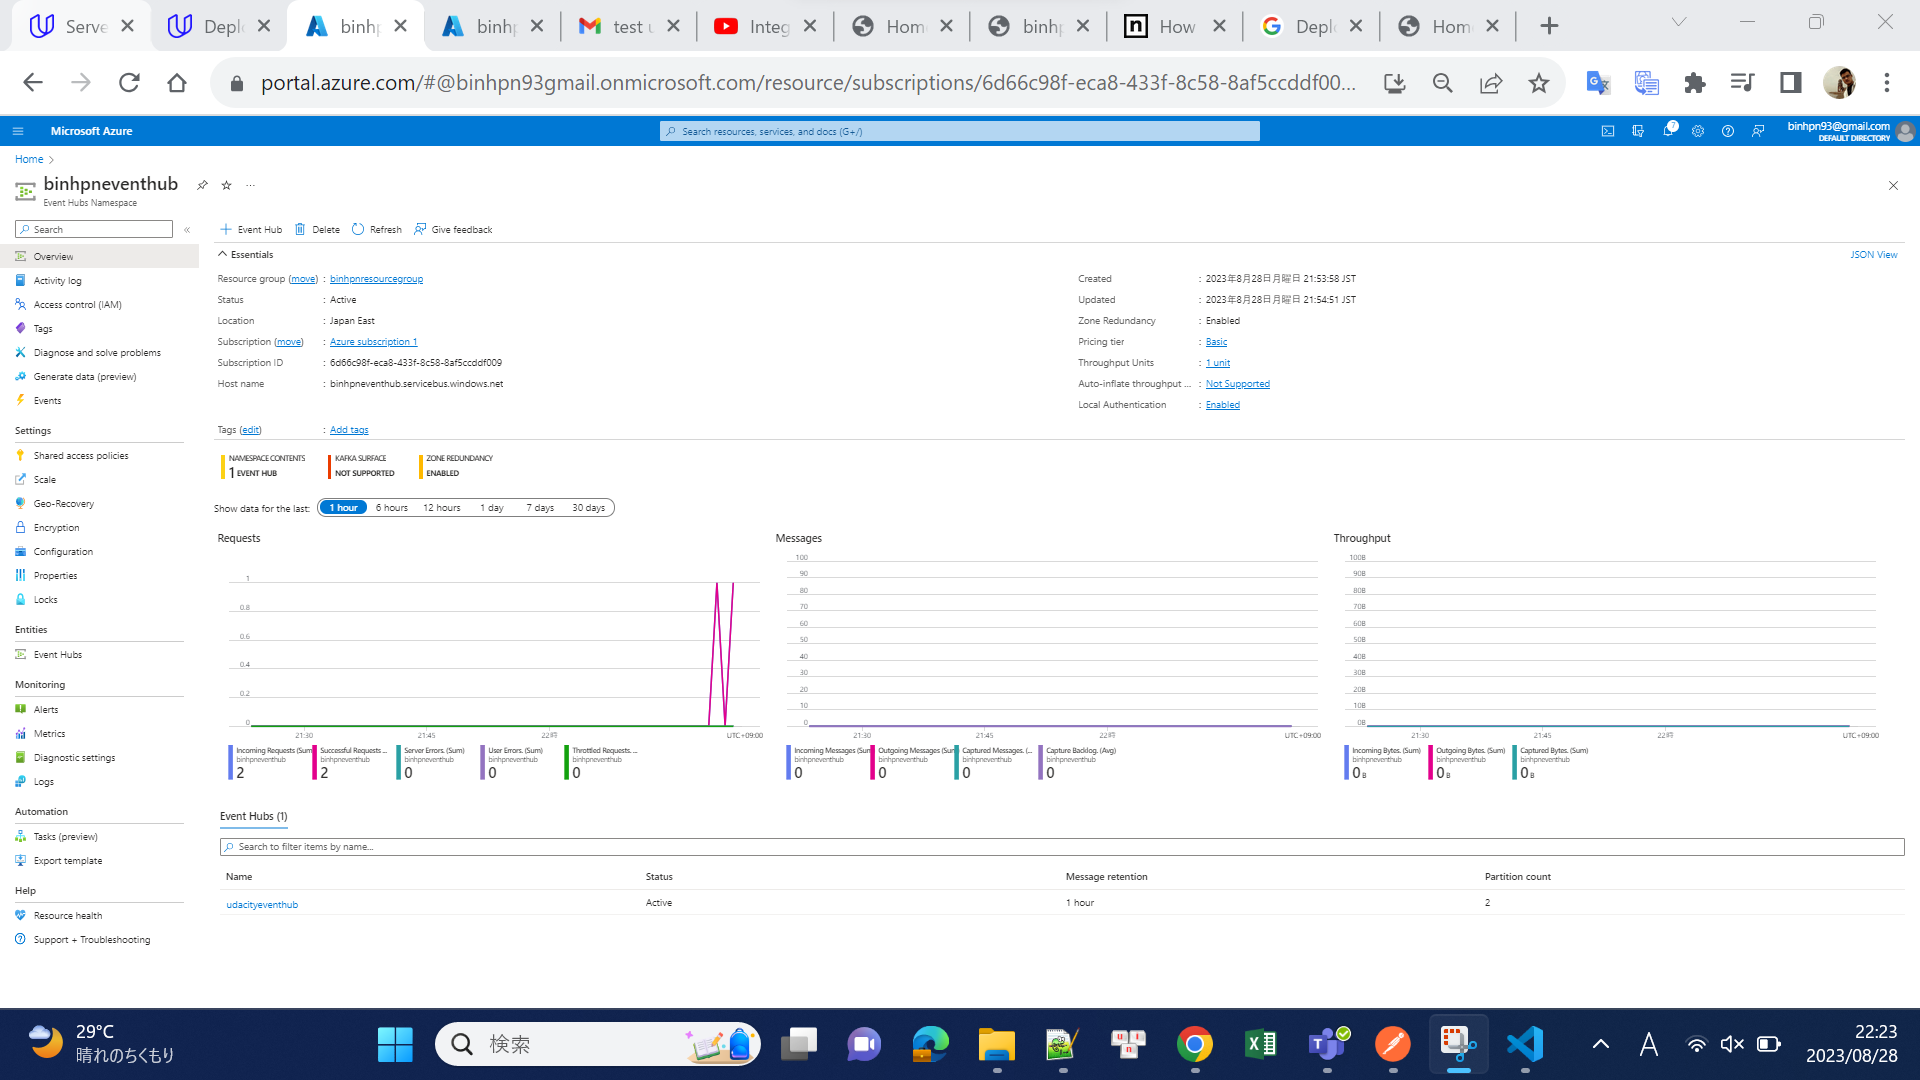 Serve
Deplo
binhp
binhp
test u
Integ
Home
binhp
How
Deplo
Home
portal.azure.com/#@binhpn93gmail.onmicrosoft.com/resource/subscriptions/6d66c98f-eca8-433f-8c58-8af5ccddf00...
Microsoft Azure
Search resources, services, and docs (G+/)
7
binhpn93@gmail.com
DEFAULT DIRECTORY
Home
binhpneventhub
Event Hubs Namespace
Search
Overview
Activity log
Access control (IAM)
Tags
Diagnose and solve problems
Generate data (preview)
Events
Settings
Shared access policies
Scale
Geo-Recovery
Encryption
Configuration
Properties
Locks
Entities
Event Hubs
Monitoring
Alerts
Metrics
Diagnostic settings
Logs
Automation
Tasks (preview)
Export template
Help
Resource health
Support + Troubleshooting
Event Hub
Delete
Refresh
Give feedback
Essentials
JSON View
Resource group (move) : binhpnresourcegroup
Status : Active
Location : Japan East
Subscription (move) : Azure subscription 1
Subscription ID : 6d66c98f-eca8-433f-8c58-8af5ccddf009
Host name : binhpneventhub.servicebus.windows.net
Tags (edit) : Add tags
Created : 2023年8月28日月曜日 21:53:58 JST
Updated : 2023年8月28日月曜日 21:54:51 JST
Zone Redundancy : Enabled
Pricing tier : Basic
Throughput Units : 1 unit
Auto-inflate throughput ... : Not Supported
Local Authentication : Enabled
NAMESPACE CONTENTS
1 EVENT HUB
KAFKA SURFACE
NOT SUPPORTED
ZONE REDUNDANCY
ENABLED
Show data for the last:
1 hour
6 hours
12 hours
1 day
7 days
30 days
Requests
1
0.8
0.6
0.4
0.2
0
21:30
21:45
22時
UTC+09:00
Incoming Requests (Sum
binhpneventhub
2
Successful Requests ...
binhpneventhub
2
Server Errors. (Sum)
binhpneventhub
0
User Errors. (Sum)
binhpneventhub
0
Throttled Requests. ...
binhpneventhub
0
Messages
100
90
80
70
60
50
40
30
20
10
0
21:30
21:45
22時
UTC+09:00
Incoming Messages (Sum
binhpneventhub
0
Outgoing Messages (Sum
binhpneventhub
0
Captured Messages. (...
binhpneventhub
0
Capture Backlog. (Avg)
binhpneventhub
0
Throughput
100B
90B
80B
70B
60B
50B
40B
30B
20B
10B
0B
21:30
21:45
22時
UTC+09:00
Incoming Bytes. (Sum)
binhpneventhub
0 B
Outgoing Bytes. (Sum)
binhpneventhub
0 B
Captured Bytes. (Sum)
binhpneventhub
0 B
Event Hubs (1)
Search to filter items by name...
Name
Status
Message retention
Partition count
udacityeventhub
Active
1 hour
2
29°C
晴れのちくもり
検索
A
22:23
2023/08/28